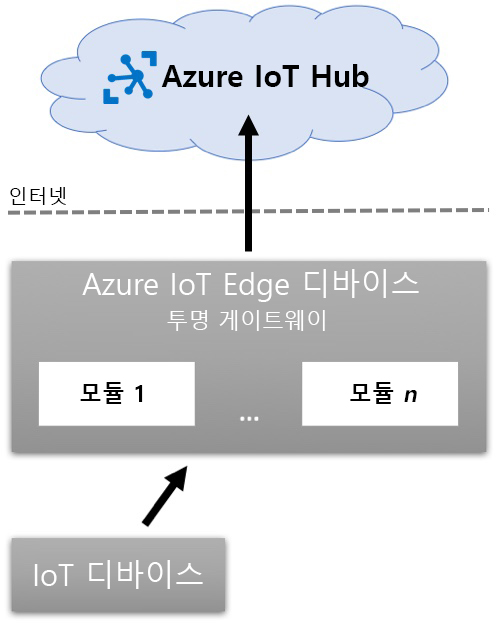 Azure IoT Hub
인터넷
Azure IoT Edge 디바이스
투명 게이트웨이
모듈 1 ... 모듈 n
IoT 디바이스